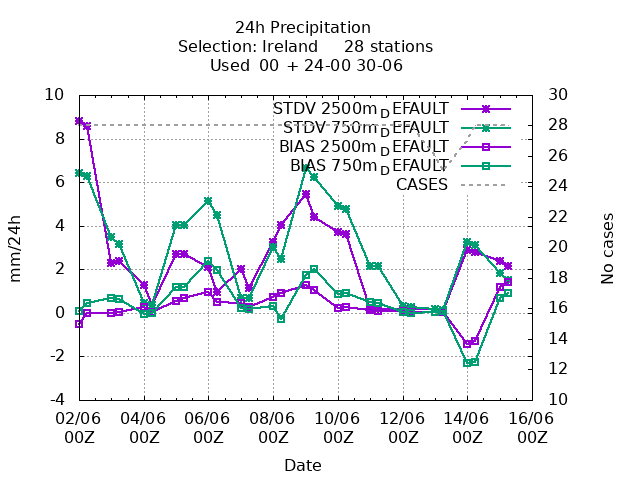 24h Precipitation
Selection: Ireland 28 stations
Used 00 + 24-00 30-06
STDV 2500m_DEFAULT
STDV 750m_DEFAULT
BIAS 2500m_DEFAULT
BIAS 750m_DEFAULT
CASES
mm/24h
10
8
6
4
2
0
-2
-4
No cases
30
28
26
24
22
20
18
16
14
12
10
02/06 04/06 06/06 08/06 10/06 12/06 14/06 16/06
00Z 00Z 00Z 00Z 00Z 00Z 00Z 00Z
Date